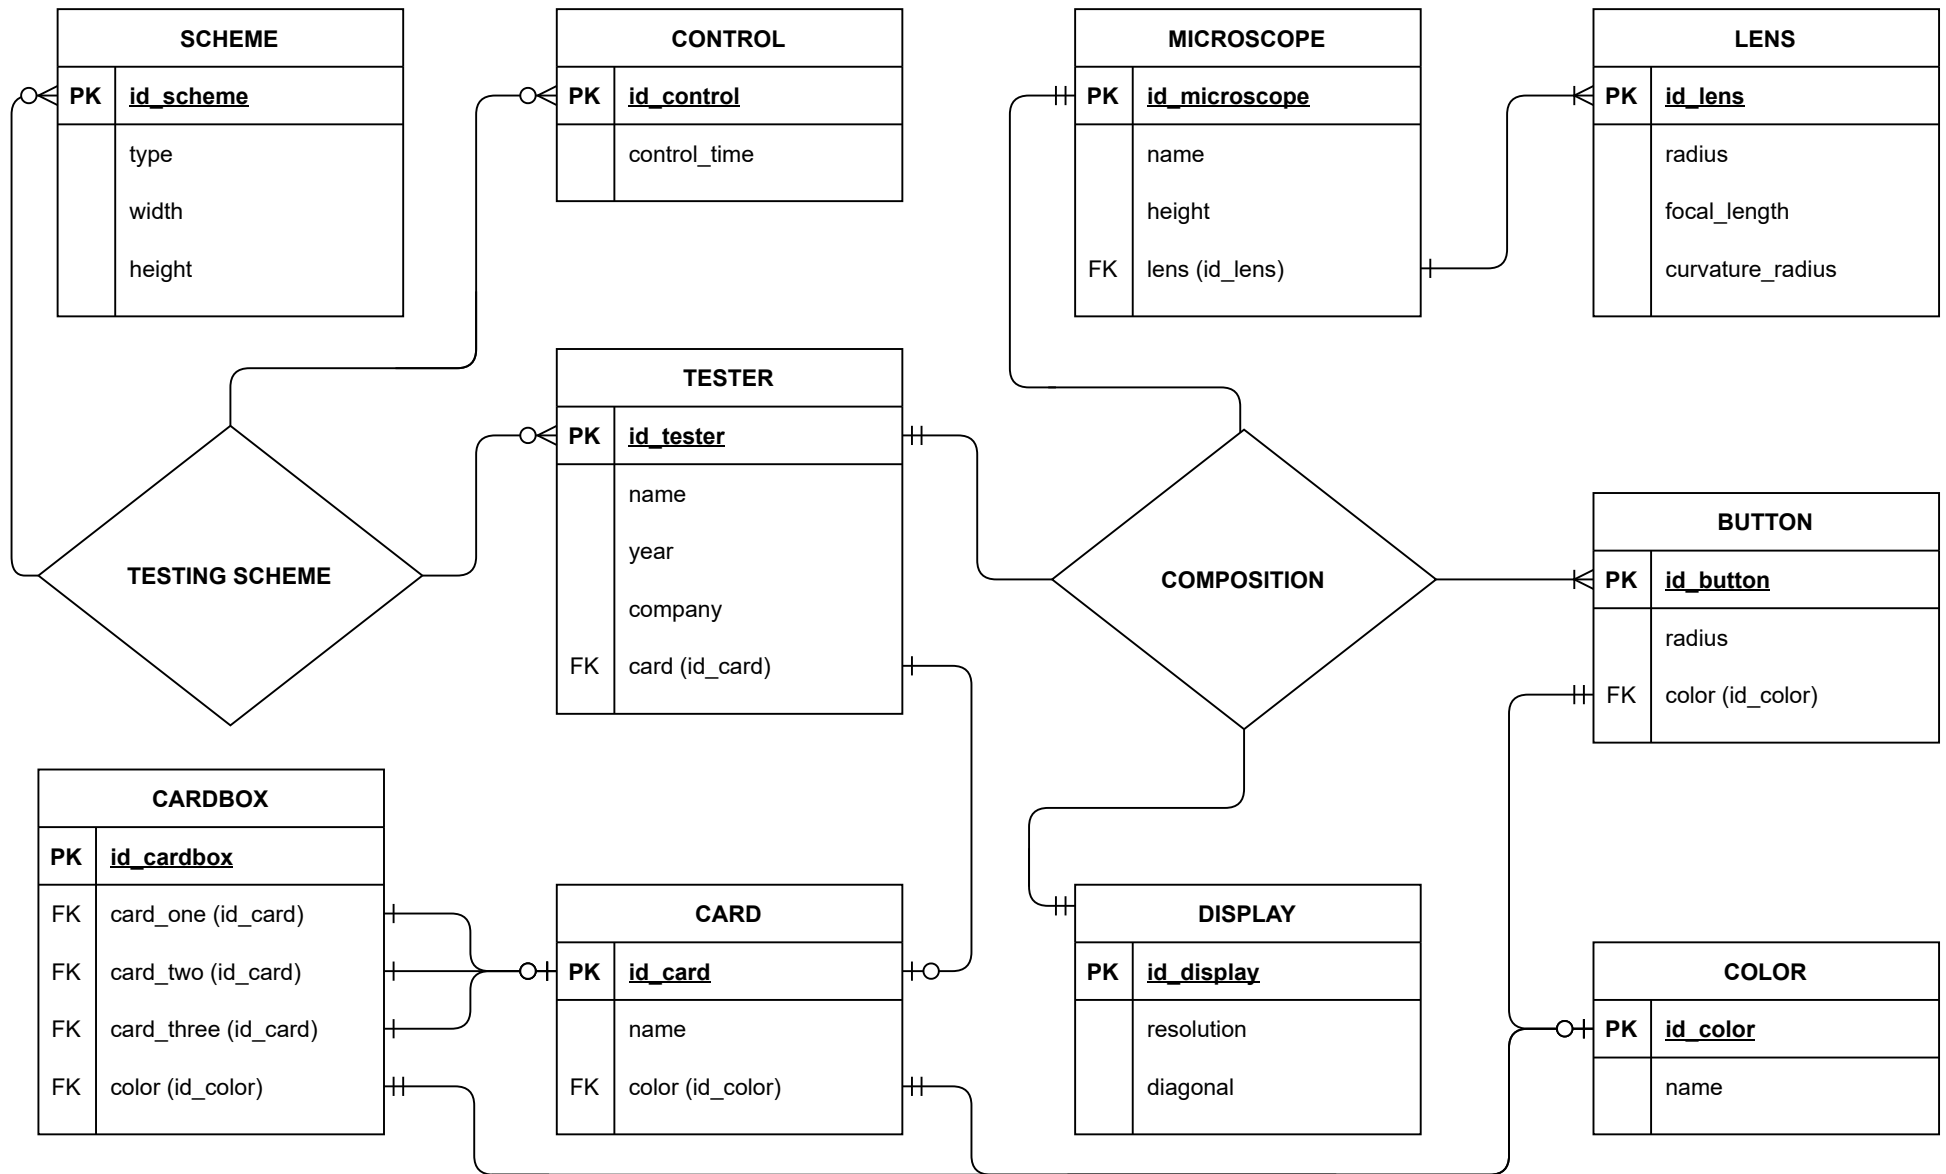 SCHEME
PK id_scheme
type
width
height
CONTROL
PK id_control
control_time
MICROSCOPE
PK id_microscope
name
height
FK lens (id_lens)
LENS
PK id_lens
radius
focal_length
curvature_radius
TESTING SCHEME
TESTER
PK id_tester
name
year
company
FK card (id_card)
COMPOSITION
BUTTON
PK id_button
radius
FK color (id_color)
CARDBOX
PK id_cardbox
FK card_one (id_card)
FK card_two (id_card)
FK card_three (id_card)
FK color (id_color)
CARD
PK id_card
name
FK color (id_color)
DISPLAY
PK id_display
resolution
diagonal
COLOR
PK id_color
name